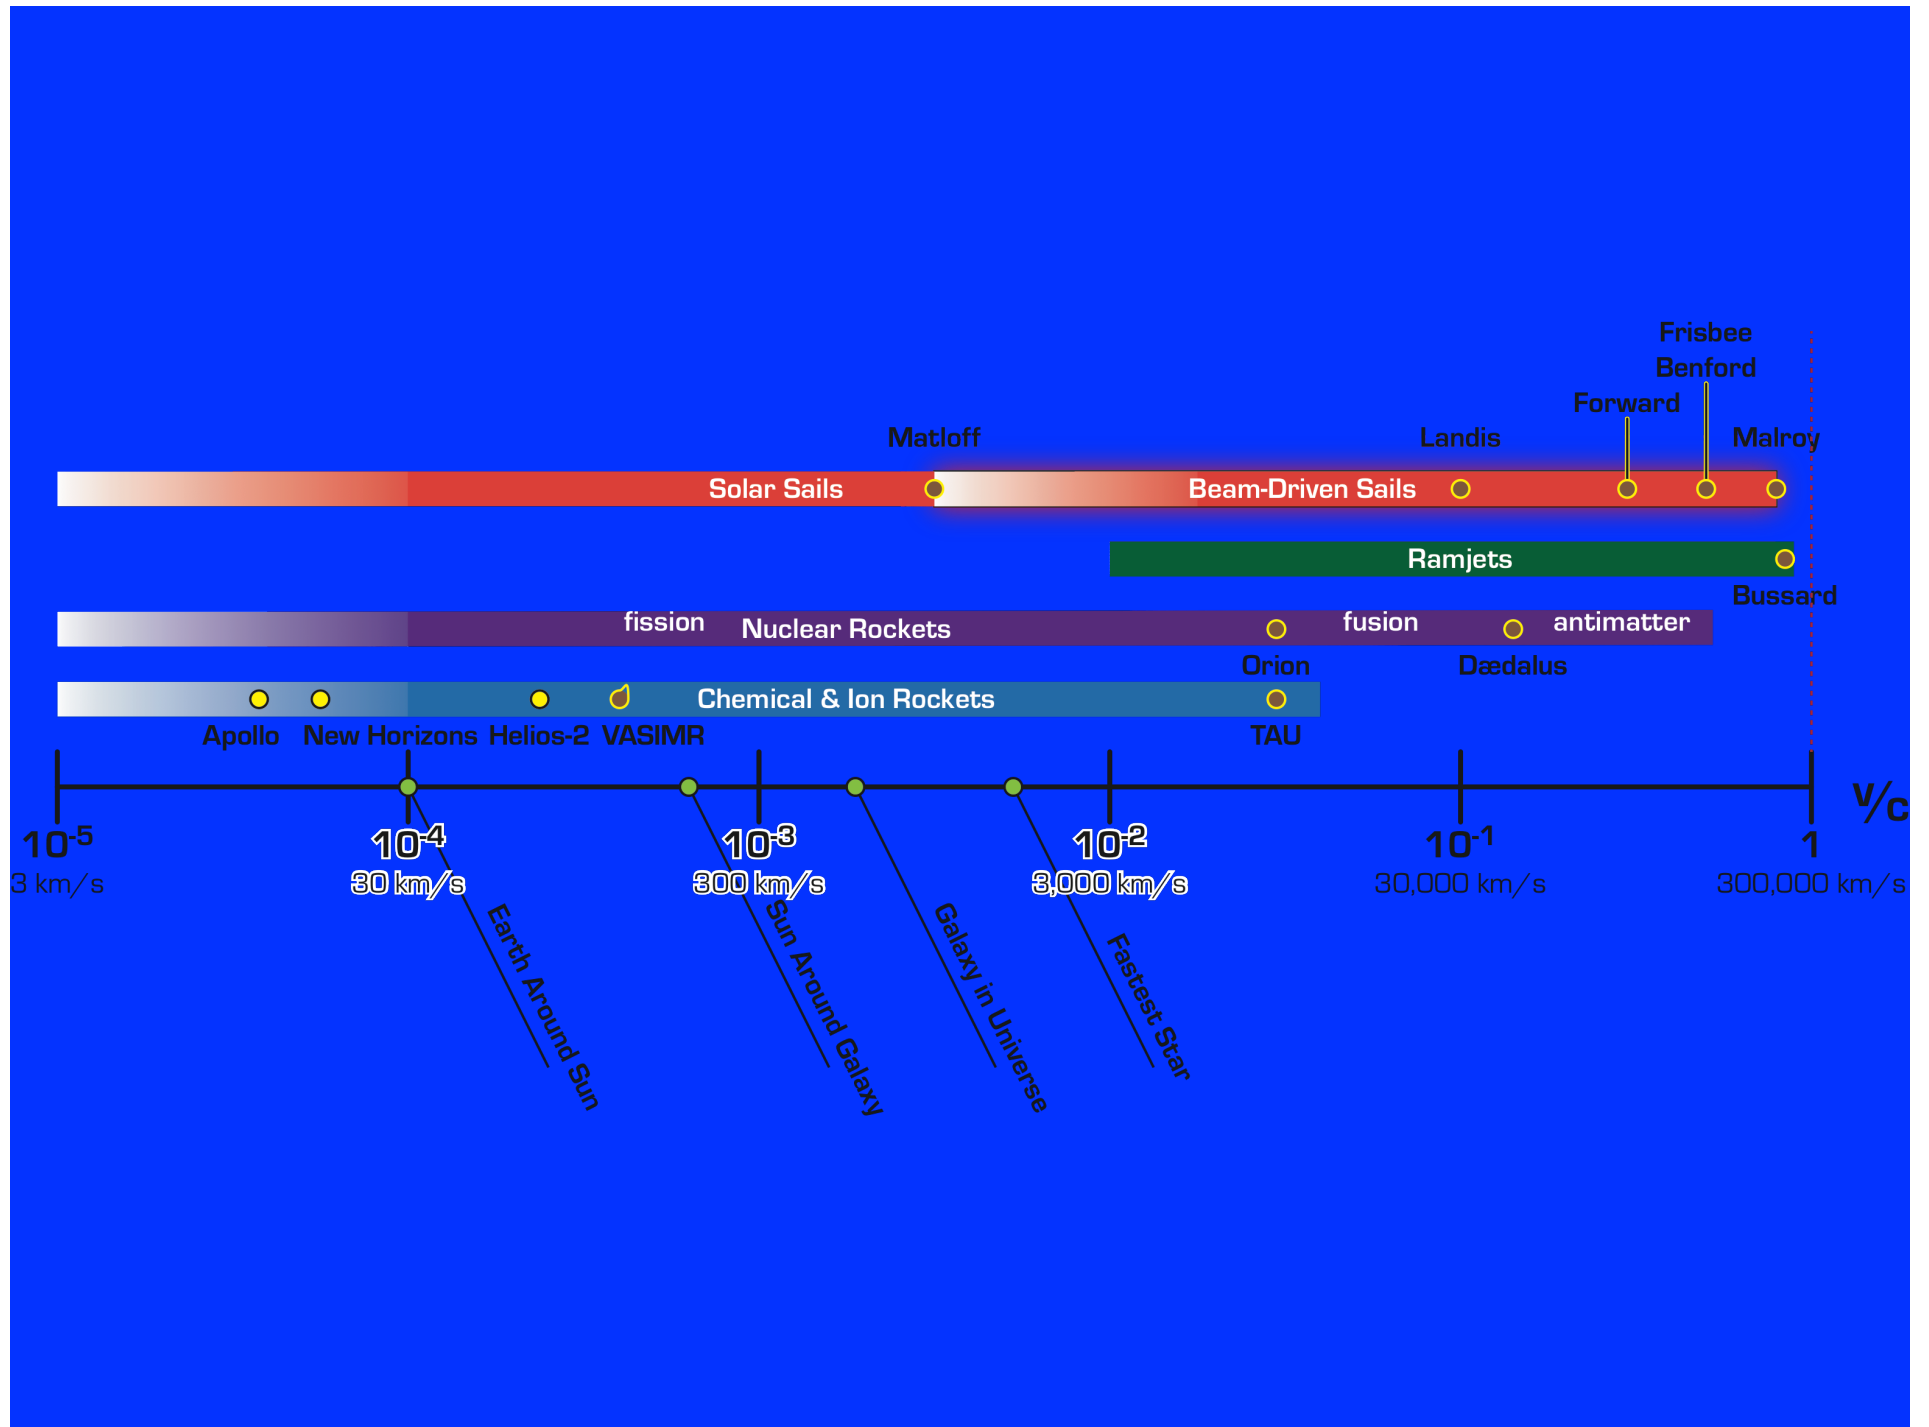 Frisbee
Benford
Forward
Matloff
Landis
Malroy
Solar Sails
Beam-Driven Sails
Ramjets
Bussard
fission
Nuclear Rockets
fusion
antimatter
Orion
Dædalus
Chemical & Ion Rockets
Apollo
New Horizons
Helios-2
VASIMR
TAU
v/c
10-5
10-4
10-3
10-2
10-1
1
3 km/s
30 km/s
300 km/s
3,000 km/s
30,000 km/s
300,000 km/s
Earth Around Sun
Sun Around Galaxy
Galaxy in Universe
Fastest Star